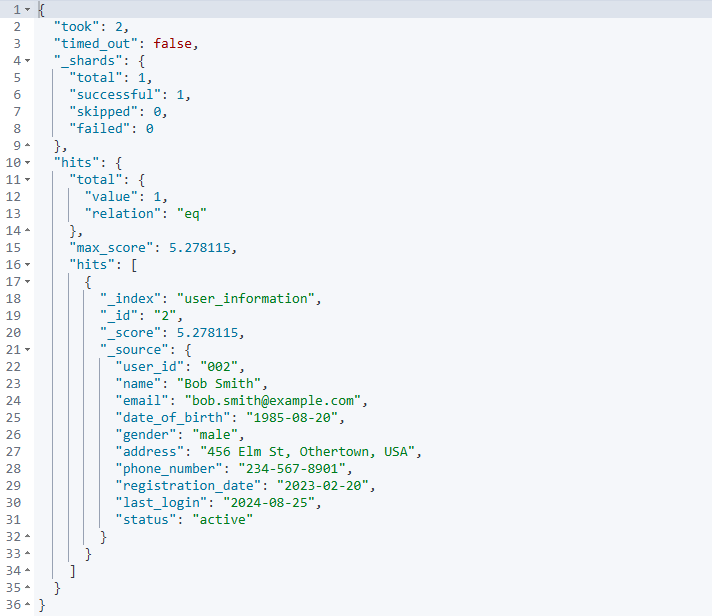 1 {
2   "took": 2,
3   "timed_out": false,
4   "_shards": {
5     "total": 1,
6     "successful": 1,
7     "skipped": 0,
8     "failed": 0
9   },
10   "hits": {
11     "total": {
12       "value": 1,
13       "relation": "eq"
14     },
15     "max_score": 5.278115,
16     "hits": [
17       {
18         "_index": "user_information",
19         "_id": "2",
20         "_score": 5.278115,
21         "_source": {
22           "user_id": "002",
23           "name": "Bob Smith",
24           "email": "bob.smith@example.com",
25           "date_of_birth": "1985-08-20",
26           "gender": "male",
27           "address": "456 Elm St, Othertown, USA",
28           "phone_number": "234-567-8901",
29           "registration_date": "2023-02-20",
30           "last_login": "2024-08-25",
31           "status": "active"
32         }
33       }
34     ]
35   }
36 }